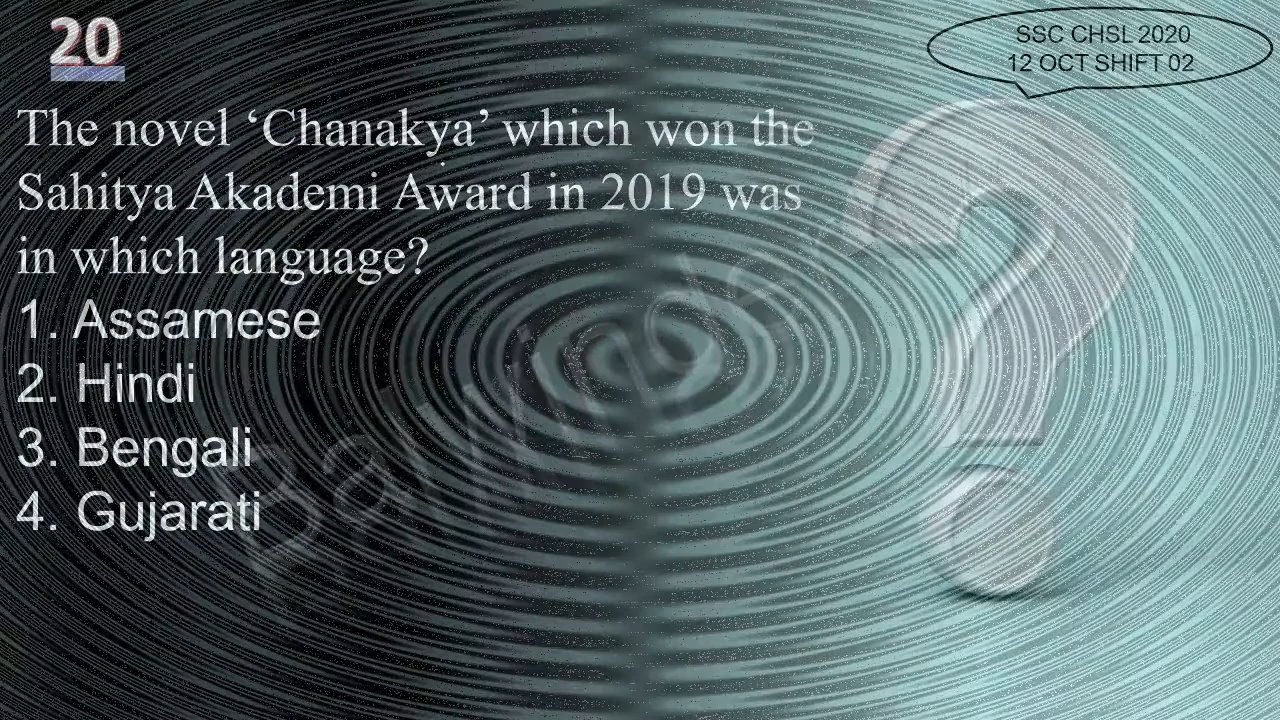 20
SSC CHSL 2020
12 OCT SHIFT 02
The novel ‘Chanakya’ which won the
Sahitya Akademi Award in 2019 was
in which language?
1. Assamese
2. Hindi
3. Bengali
4. Gujarati